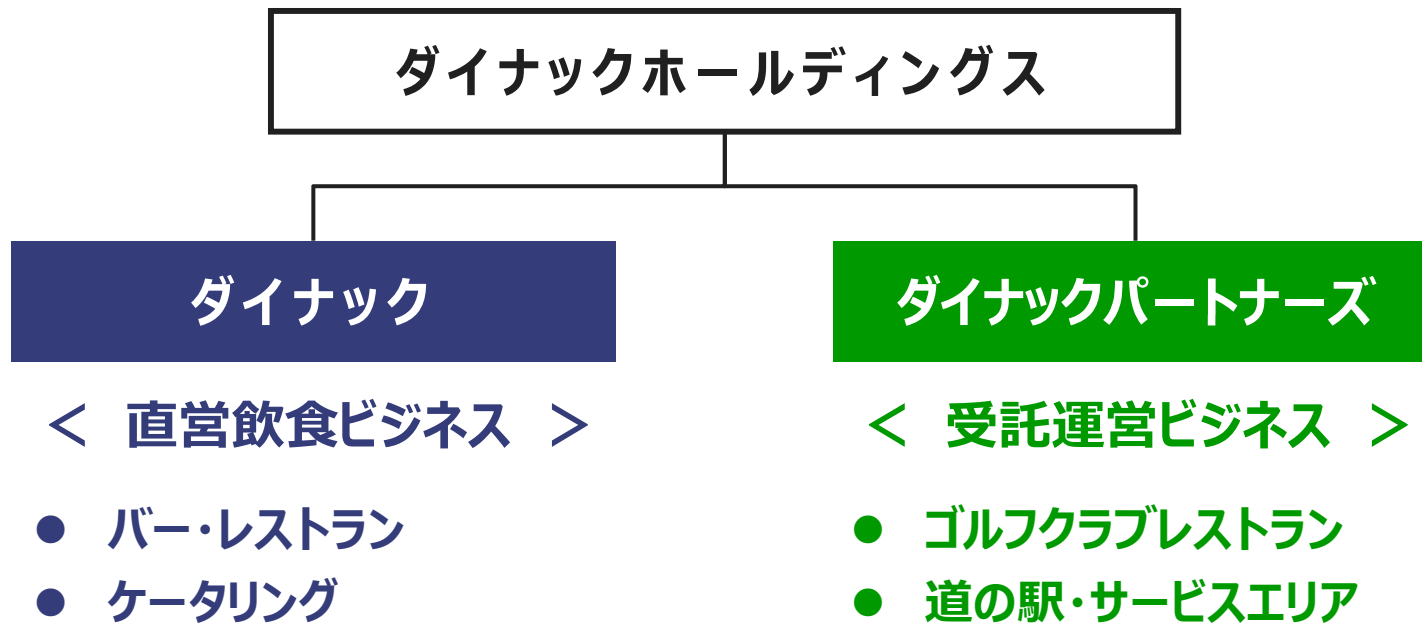 ダイナックホールディングス
ダイナック
ダイナックパートナーズ
＜ 直営飲食ビジネス ＞
＜ 受託運営ビジネス ＞
● バー・レストラン
● ケータリング
● ゴルフクラブレストラン
● 道の駅・サービスエリア